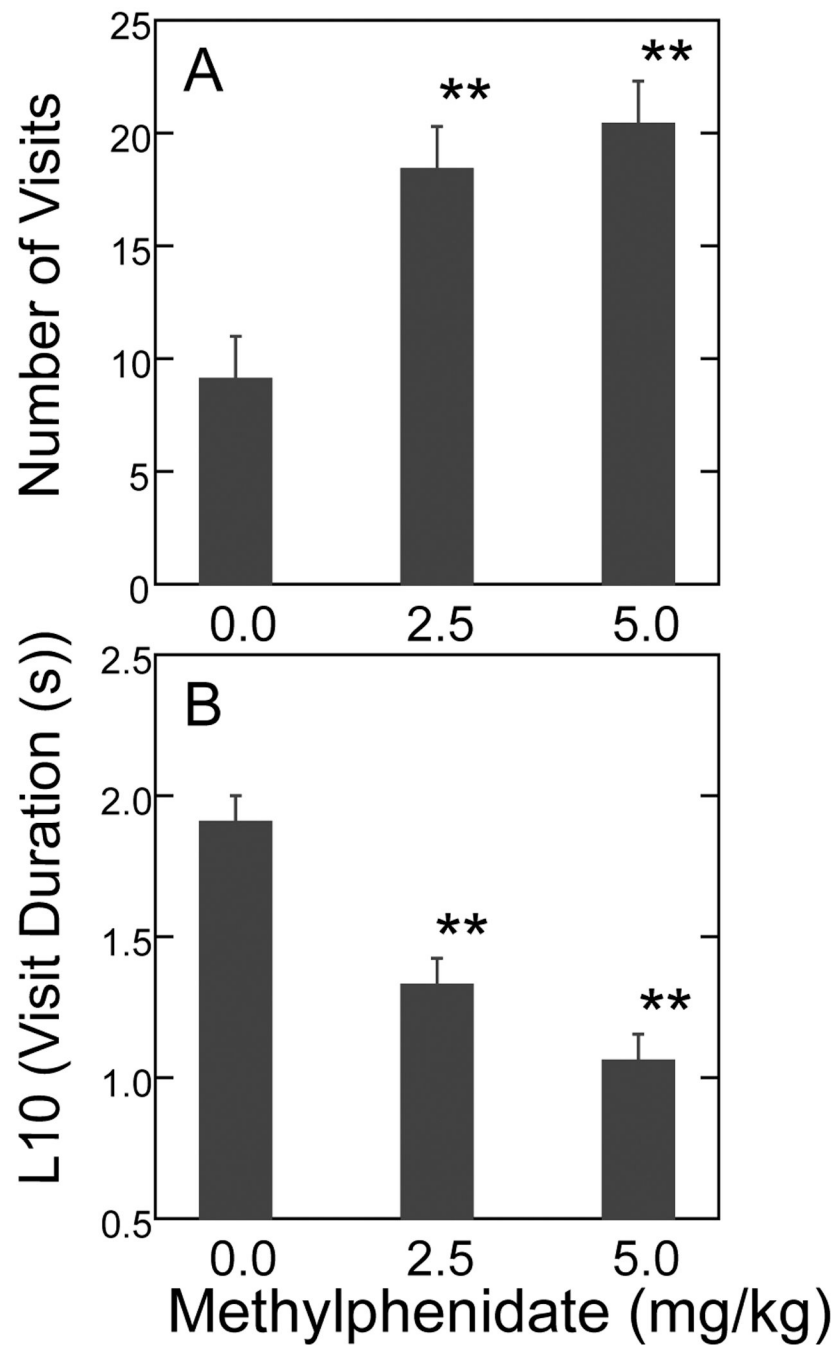 Number of Visits
25
20
15
10
5
0
A
**
**
0.0 2.5 5.0
L10 (Visit Duration (s))
2.5
2.0
1.5
1.0
0.5
B
**
**
0.0 2.5 5.0
Methylphenidate (mg/kg)